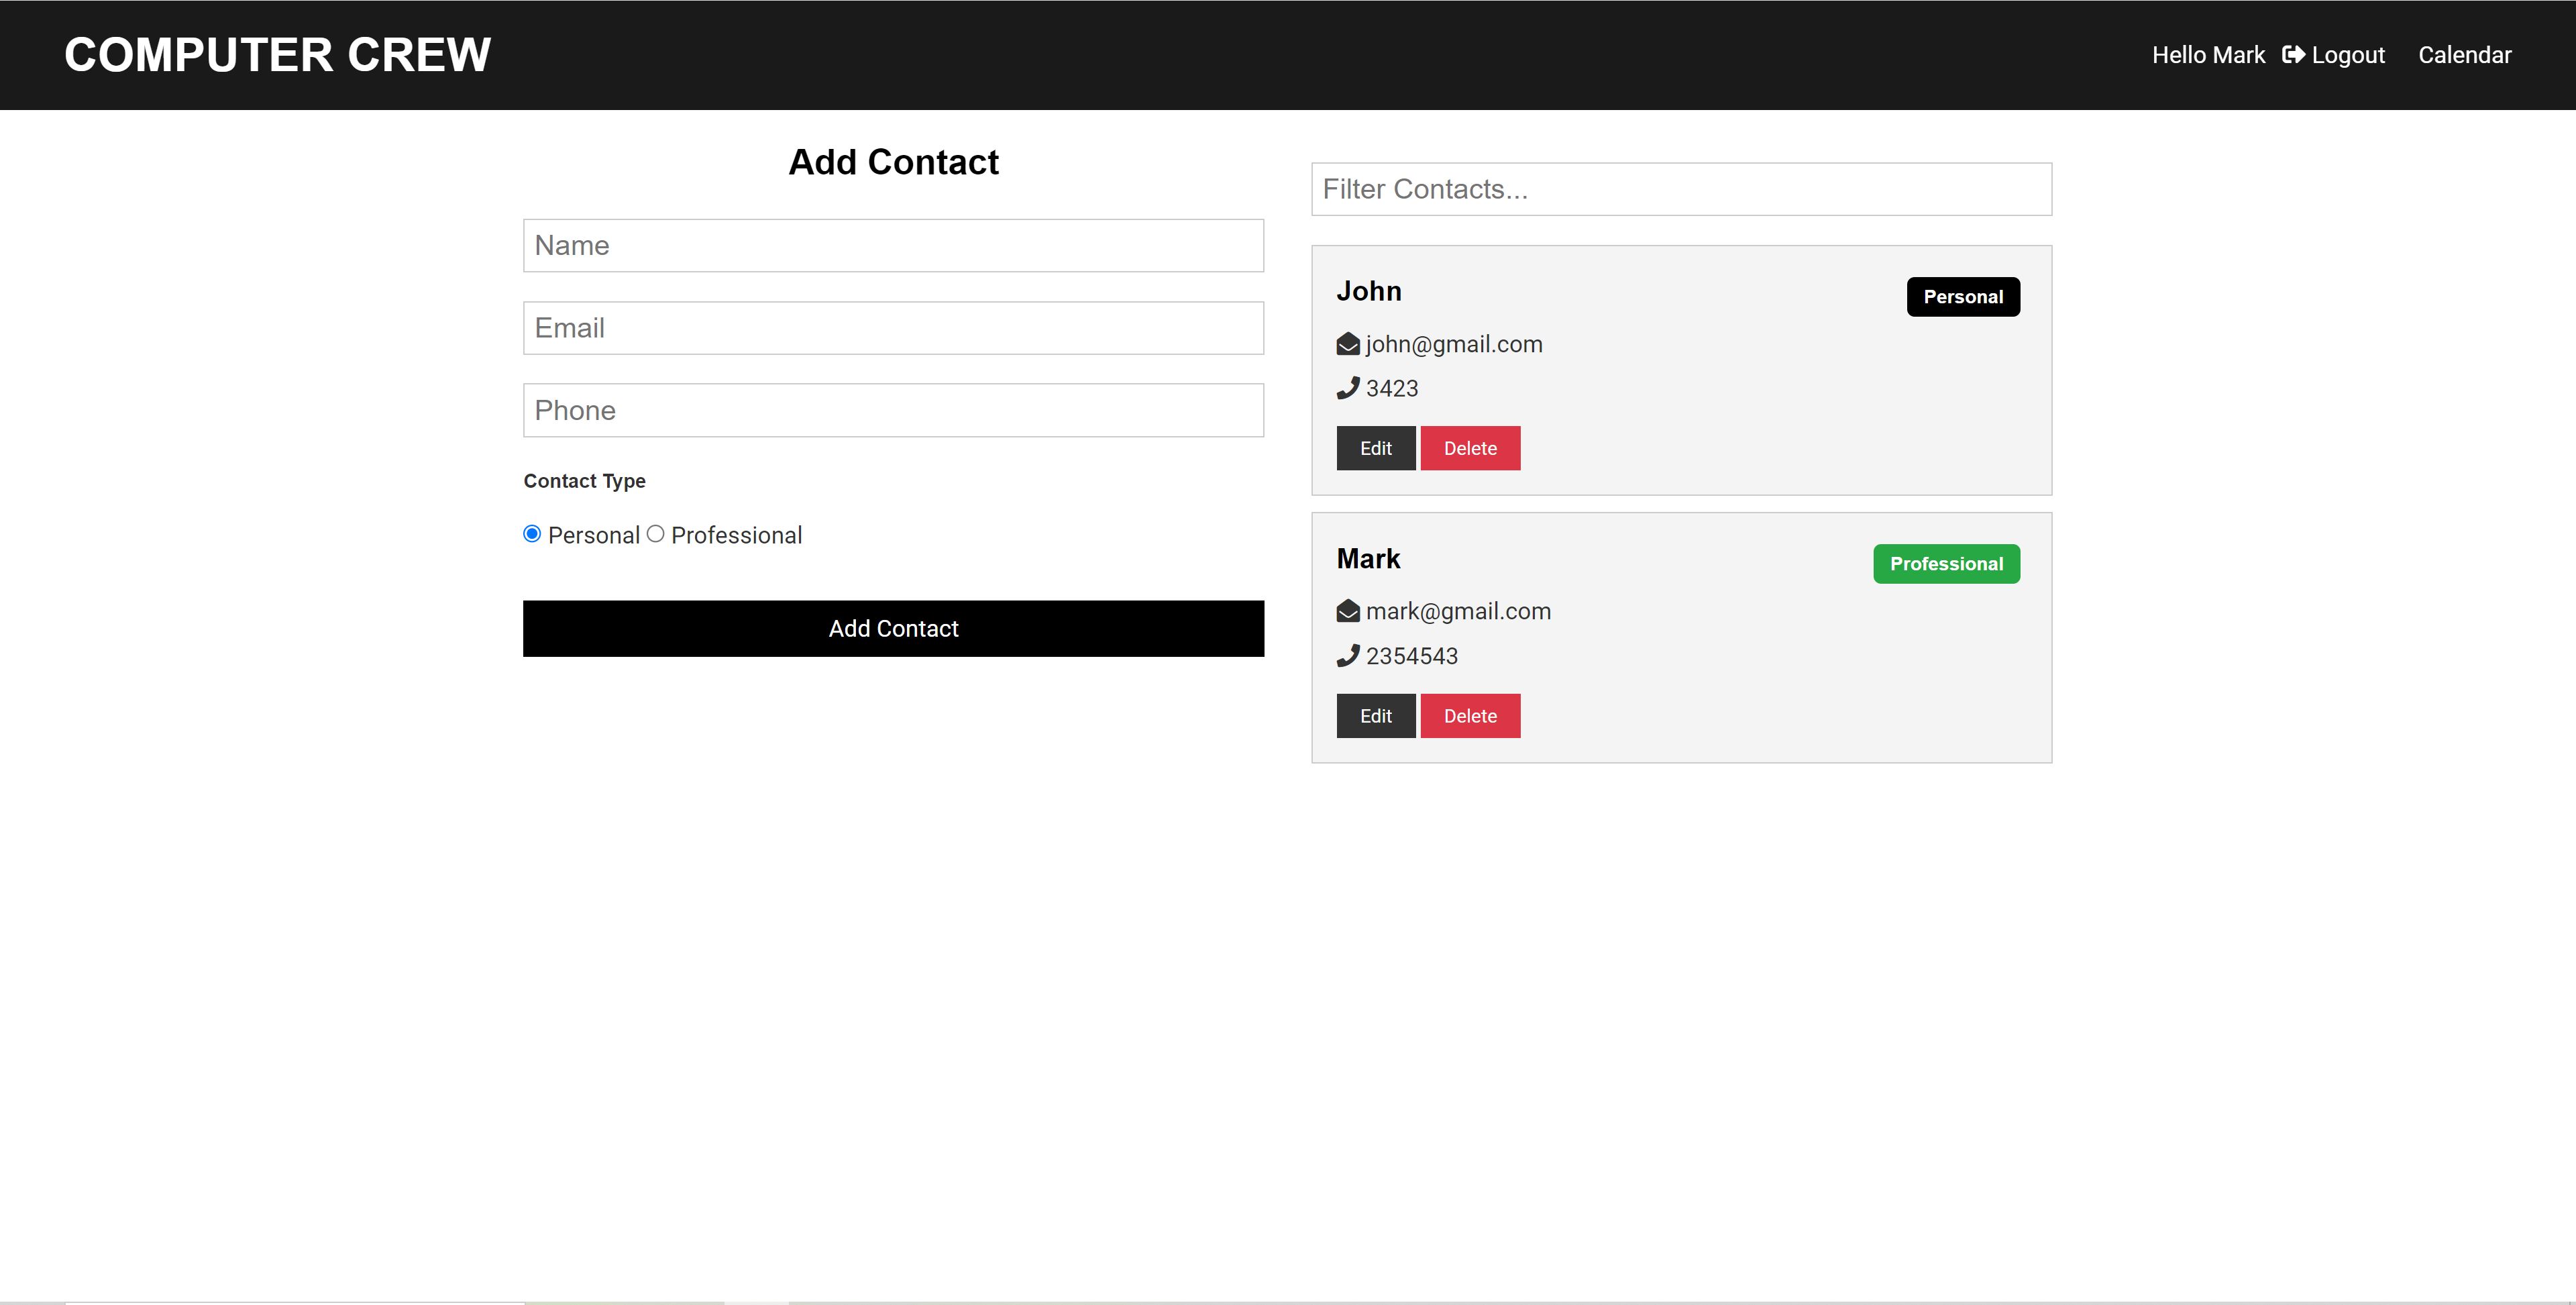 COMPUTER CREW
Hello Mark Logout Calendar
Add Contact
Name
Email
Phone
Contact Type
Personal Professional
Add Contact
Filter Contacts...
John
Personal
john@gmail.com
3423
Edit Delete
Mark
Professional
mark@gmail.com
2354543
Edit Delete